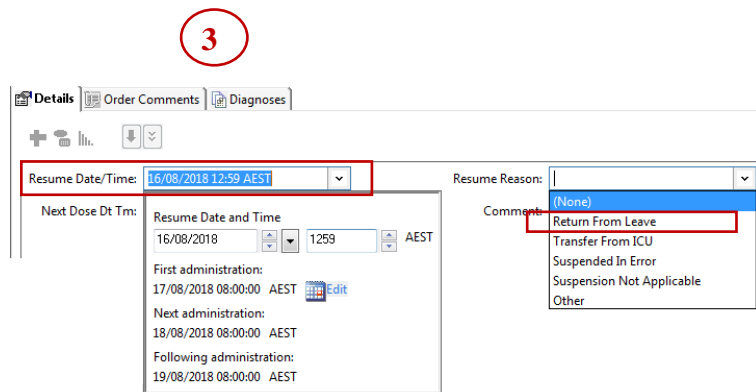 3
Details Order Comments Diagnoses
Resume Date/Time: 16/08/2018 12:59 AEST Resume Reason:
Next Dose Dt Tm: Comment:
Resume Date and Time
16/08/2018 1259 AEST
First administration:
17/08/2018 08:00:00 AEST Edit
Next administration:
18/08/2018 08:00:00 AEST
Following administration:
19/08/2018 08:00:00 AEST
(None)
Return From Leave
Transfer From ICU
Suspended In Error
Suspension Not Applicable
Other